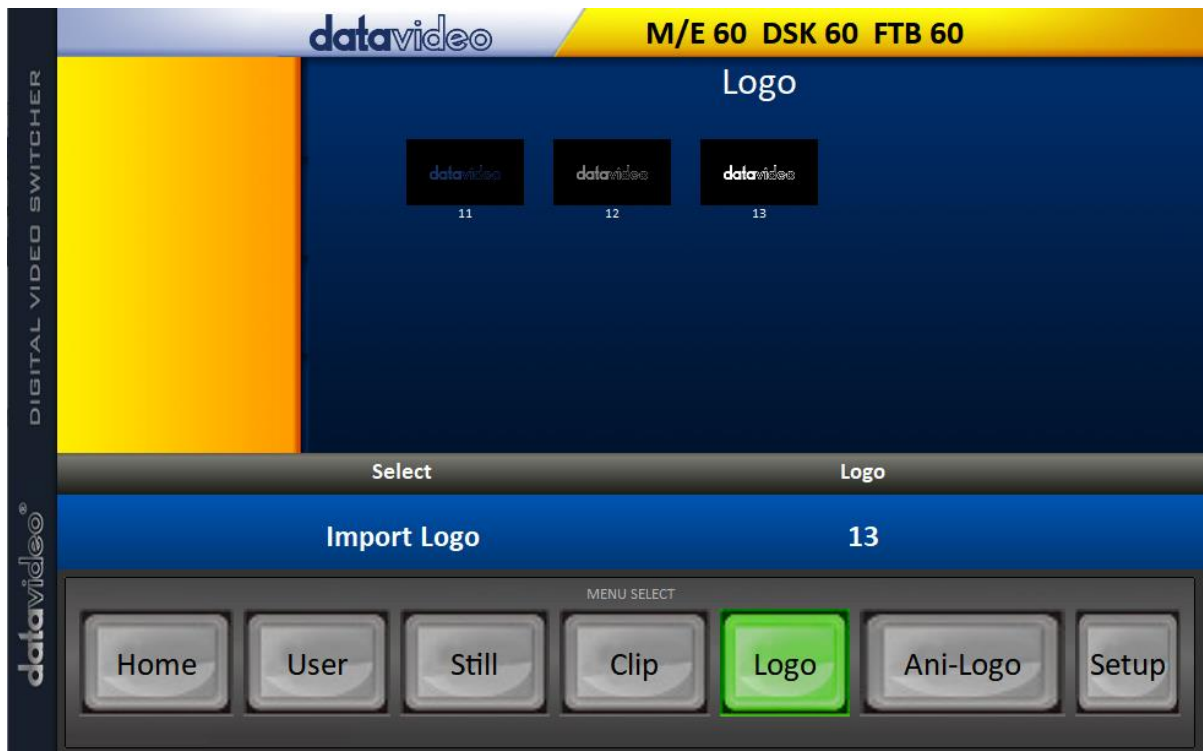 datavideo
M/E 60 DSK 60 FTB 60
DIGITAL VIDEO SWITCHER
datavideo®
Logo
datavideo
datavideo
datavideo
11
12
13
Select
Logo
Import Logo
13
MENU SELECT
Home
User
Still
Clip
Logo
Ani-Logo
Setup